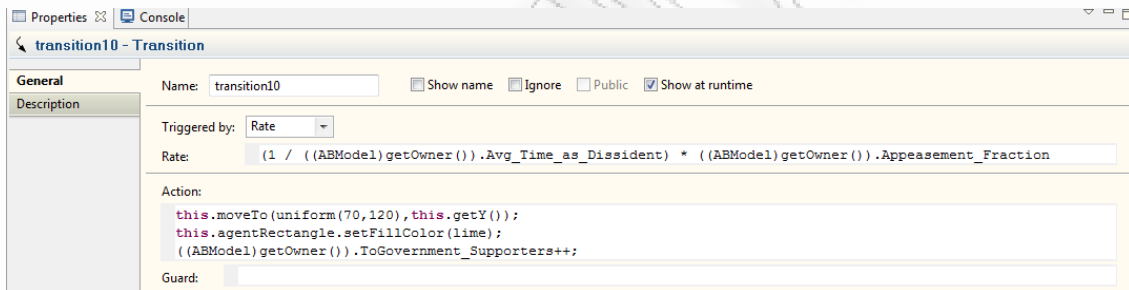 Properties Console
transition10 - Transition
General
Name: transition10 Show name Ignore Public Show at runtime
Description
Triggered by: Rate
Rate: (1 / ((ABModel)getOwner()).Avg_Time_as_Dissident) * ((ABModel)getOwner()).Appeasement_Fraction
Action:
this.moveTo(uniform(70,120),this.getY());
this.agentRectangle.setFillColor(lime);
((ABModel)getOwner()).ToGovernment_Supporters++;
Guard: